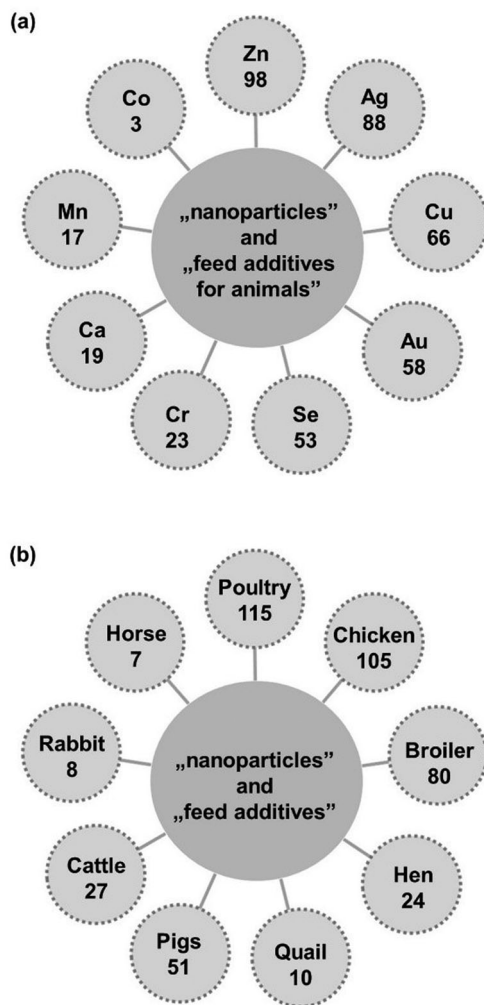 (a)
Zn
98
Ag
88
Cu
66
Au
58
Se
53
Cr
23
Ca
19
Mn
17
Co
3
„nanoparticles”
and
„feed additives
for animals”
(b)
Poultry
115
Chicken
105
Broiler
80
Hen
24
Quail
10
Pigs
51
Cattle
27
Rabbit
8
Horse
7
„nanoparticles”
and
„feed additives”